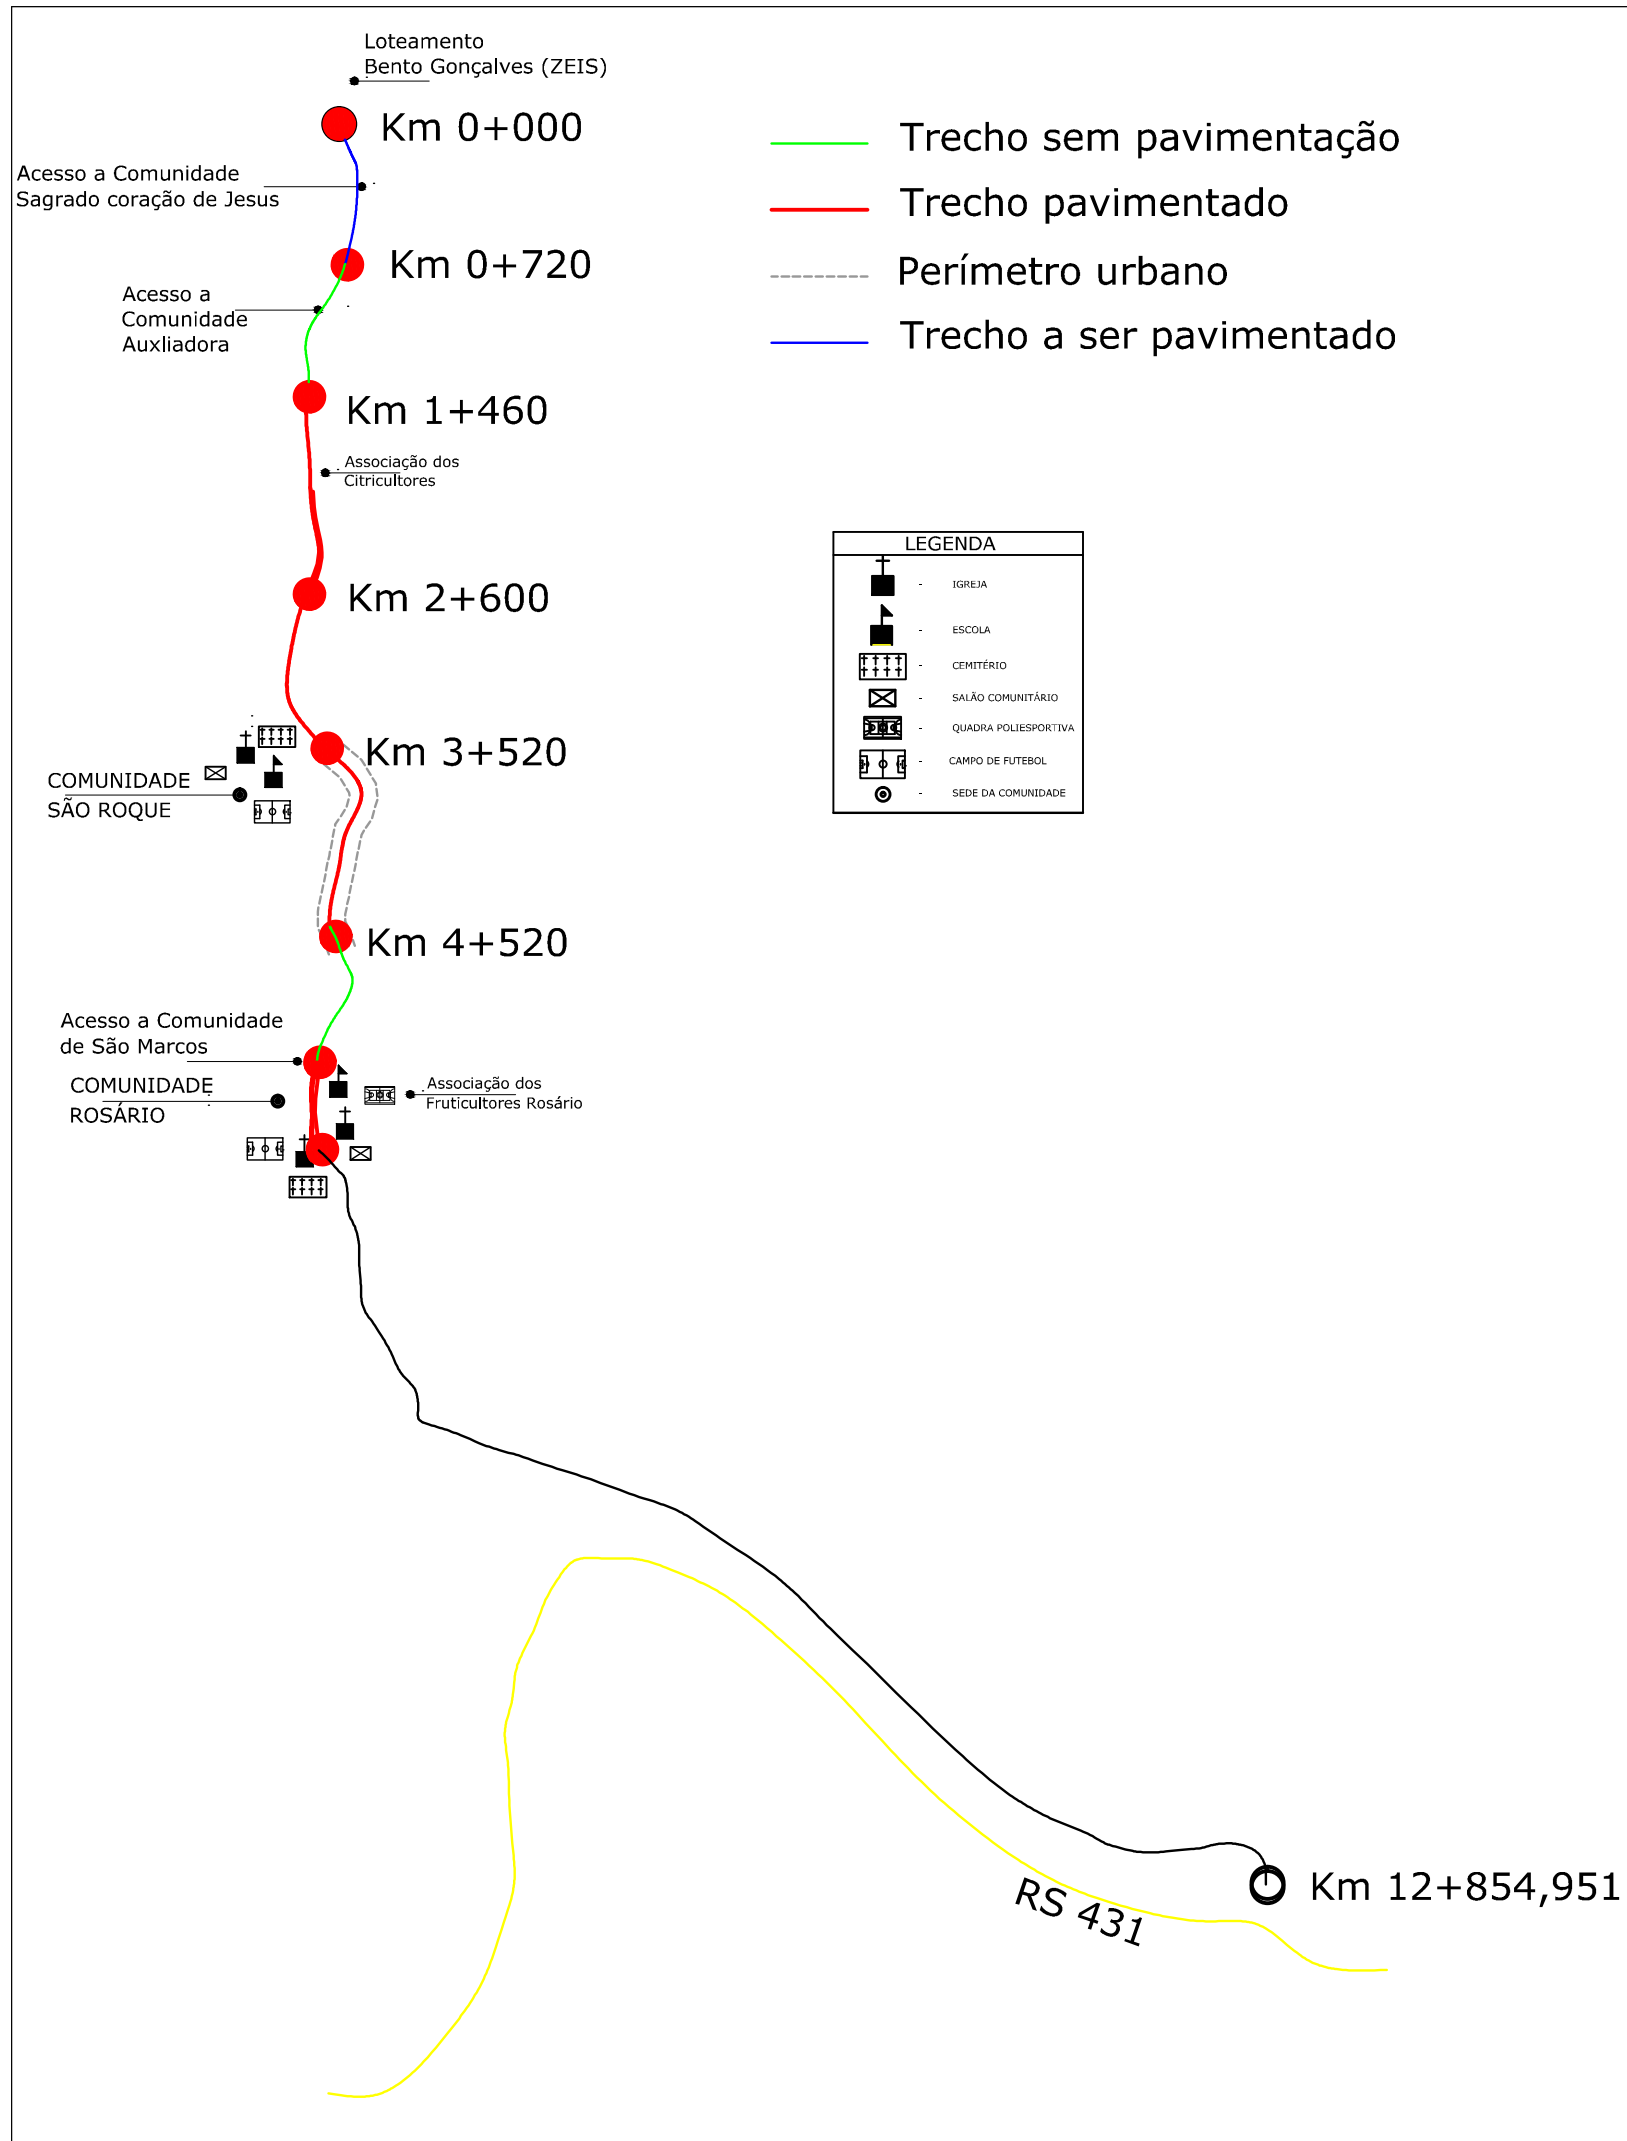 Loteamento
Bento Gonçalves (ZEIS)
Km 0+000
Acesso a Comunidade
Sagrado coração de Jesus
Km 0+720
Acesso a
Comunidade
Auxliadora
Km 1+460
Associação dos
Citricultores
Km 2+600
Km 3+520
COMUNIDADE
SÃO ROQUE
Km 4+520
Acesso a Comunidade
de São Marcos
COMUNIDADE
ROSÁRIO
Associação dos
Fruticultores Rosário
Trecho sem pavimentação
Trecho pavimentado
Perímetro urbano
Trecho a ser pavimentado
LEGENDA
- IGREJA
- ESCOLA
- CEMITÉRIO
- SALÃO COMUNITÁRIO
- QUADRA POLIESPORTIVA
- CAMPO DE FUTEBOL
- SEDE DA COMUNIDADE
RS 431
Km 12+854,951